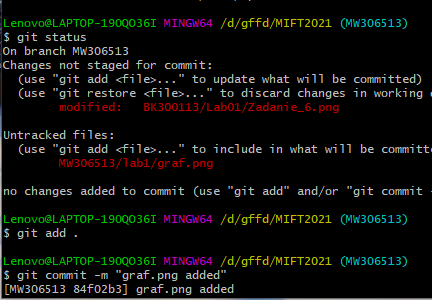 Lenovo@LAPTOP-190QO36I MINGW64 /d/gffd/MIFT2021 (MW306513)
$ git status
On branch MW306513
Changes not staged for commit:
(use "git add <file>..." to update what will be committed)
(use "git restore <file>..." to discard changes in working
modified: BK300113/Lab01/Zadanie_6.png
Untracked files:
(use "git add <file>..." to include in what will be committe
MW306513/lab1/graf.png
no changes added to commit (use "git add" and/or "git commit -
Lenovo@LAPTOP-190QO36I MINGW64 /d/gffd/MIFT2021 (MW306513)
$ git add .
Lenovo@LAPTOP-190QO36I MINGW64 /d/gffd/MIFT2021 (MW306513)
$ git commit -m "graf.png added"
[MW306513 84f02b3] graf.png added